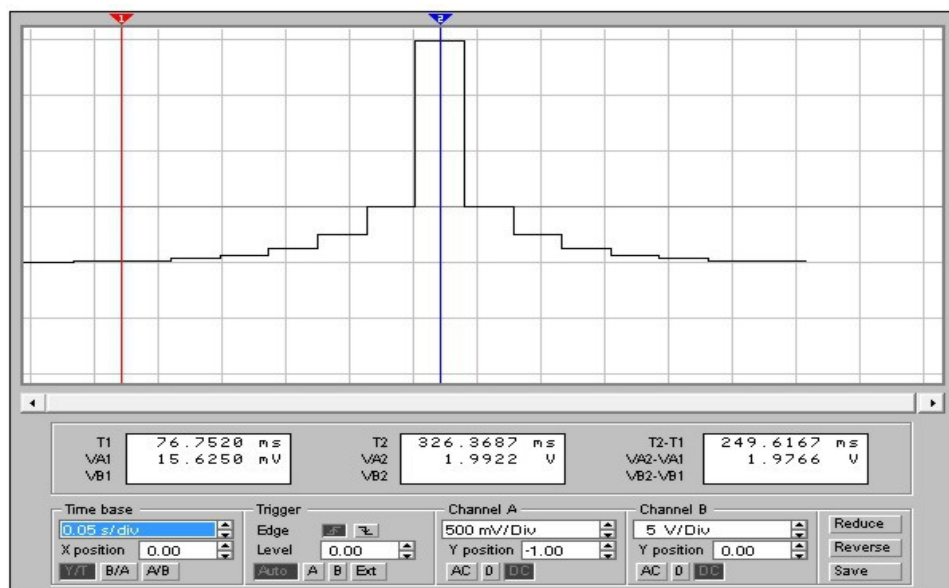 1 2
T1 76.7520 ms T2 326.3687 ms T2-T1 249.6167 ms
VA1 15.6250 mV VA2 1.9922 V VA2-VA1 1.9766 V
VB1 VB2 VB2-VB1
Time base Trigger Channel A Channel B
0.05 s/div Edge 500 mV/Div 5 V/Div Reduce
X position 0.00 Level 0.00 Y position -1.00 Y position 0.00 Reverse
Y/T B/A A/B Auto A B Ext AC 0 DC AC 0 DC Save